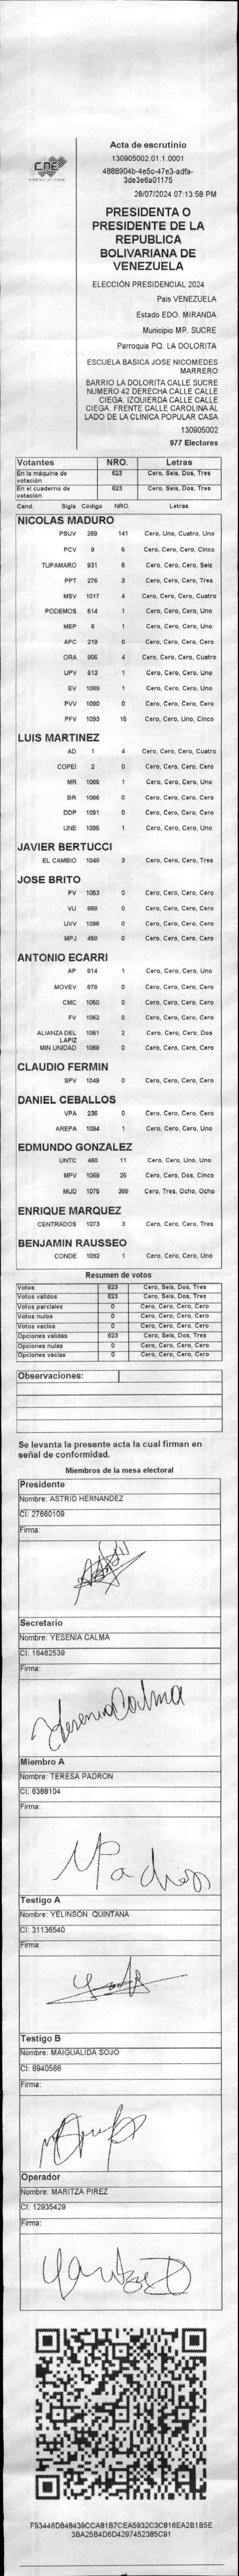 CNE
Acta de escrutinio
130905002.01.1.0001
4888904b-4e5c-47e3-adfa-
3de3e6a01175
28/07/2024 07:13:58 PM
PRESIDENTA O
PRESIDENTE DE LA
REPUBLICA
BOLIVARIANA DE
VENEZUELA
ELECCIÓN PRESIDENCIAL 2024
Pais VENEZUELA
Estado EDO. MIRANDA
Municipio MP. SUCRE
Parroquia PQ. LA DOLORITA
ESCUELA BASICA JOSE NICOMEDES
MARRERO
BARRIO LA DOLORITA CALLE SUCRE
NUMERO 42 DERECHA CALLE CALLE
CIEGA. IZQUIERDA CALLE CALLE
CIEGA. FRENTE CALLE CAROLINA AL
LADO DE LA CLINICA POPULAR CASA
130905002
977 Electores
Votantes NRO. Letras
En la máquina de votación 623 Cero, Seis, Dos, Tres
En el cuaderno de votación 623 Cero, Seis, Dos, Tres
Cand. Sigla Código NRO. Letras
NICOLAS MADURO
PSUV 269 141 Cero, Uno, Cuatro, Uno
PCV 9 5 Cero, Cero, Cero, Cinco
TUPAMARO 931 6 Cero, Cero, Cero, Seis
PPT 276 3 Cero, Cero, Cero, Tres
MSV 1017 4 Cero, Cero, Cero, Cuatro
PODEMOS 514 1 Cero, Cero, Cero, Uno
MEP 6 1 Cero, Cero, Cero, Uno
APC 219 0 Cero, Cero, Cero, Cero
ORA 906 4 Cero, Cero, Cero, Cuatro
UPV 513 1 Cero, Cero, Cero, Uno
EV 1089 1 Cero, Cero, Cero, Uno
PVV 1090 0 Cero, Cero, Cero, Cero
PFV 1093 15 Cero, Cero, Uno, Cinco
LUIS MARTINEZ
AD 1 4 Cero, Cero, Cero, Cuatro
COPEI 2 0 Cero, Cero, Cero, Cero
MR 1065 1 Cero, Cero, Cero, Uno
BR 1066 0 Cero, Cero, Cero, Cero
DDP 1091 0 Cero, Cero, Cero, Cero
UNE 1095 1 Cero, Cero, Cero, Uno
JAVIER BERTUCCI
EL CAMBIO 1048 3 Cero, Cero, Cero, Tres
JOSE BRITO
PV 1053 0 Cero, Cero, Cero, Cero
VU 868 0 Cero, Cero, Cero, Cero
UVV 1096 0 Cero, Cero, Cero, Cero
MPJ 458 0 Cero, Cero, Cero, Cero
ANTONIO ECARRI
AP 614 1 Cero, Cero, Cero, Uno
MOVEV 678 0 Cero, Cero, Cero, Cero
CMC 1050 0 Cero, Cero, Cero, Cero
FV 1062 0 Cero, Cero, Cero, Cero
ALIANZA DEL LAPIZ 1051 2 Cero, Cero, Cero, Dos
MIN UNIDAD 1068 0 Cero, Cero, Cero, Cero
CLAUDIO FERMIN
SPV 1049 0 Cero, Cero, Cero, Cero
DANIEL CEBALLOS
VPA 236 0 Cero, Cero, Cero, Cero
AREPA 1094 1 Cero, Cero, Cero, Uno
EDMUNDO GONZALEZ
UNTC 460 11 Cero, Cero, Uno, Uno
MPV 1069 25 Cero, Cero, Dos, Cinco
MUD 1075 388 Cero, Tres, Ocho, Ocho
ENRIQUE MARQUEZ
CENTRADOS 1073 3 Cero, Cero, Cero, Tres
BENJAMIN RAUSSEO
CONDE 1092 1 Cero, Cero, Cero, Uno
Resumen de votos
Votos 623 Cero, Seis, Dos, Tres
Votos validos 623 Cero, Seis, Dos, Tres
Votos parciales 0 Cero, Cero, Cero, Cero
Votos nulos 0 Cero, Cero, Cero, Cero
Votos vacios 0 Cero, Cero, Cero, Cero
Opciones validas 623 Cero, Seis, Dos, Tres
Opciones nulas 0 Cero, Cero, Cero, Cero
Opciones vacias 0 Cero, Cero, Cero, Cero
Observaciones:
Se levanta la presente acta la cual firman en
señal de conformidad.
Miembros de la mesa electoral
Presidente
Nombre: ASTRID HERNANDEZ
CI: 27660109
Firma:
Secretario
Nombre: YESENIA CALMA
CI: 16462539
Firma:
Yesenia Calma
Miembro A
Nombre: TERESA PADRON
CI: 6388104
Firma:
Testigo A
Nombre: YELINSON QUINTANA
CI: 31136540
Firma:
Testigo B
Nombre: MAIGUALIDA SOJO
CI: 6940566
Firma:
Operador
Nombre: MARITZA PIREZ
CI: 12935429
Firma:
F93446D848439CCA81B7CEA5932C3C816EA2B1B5E
3BA25B4D6D4297452385C91